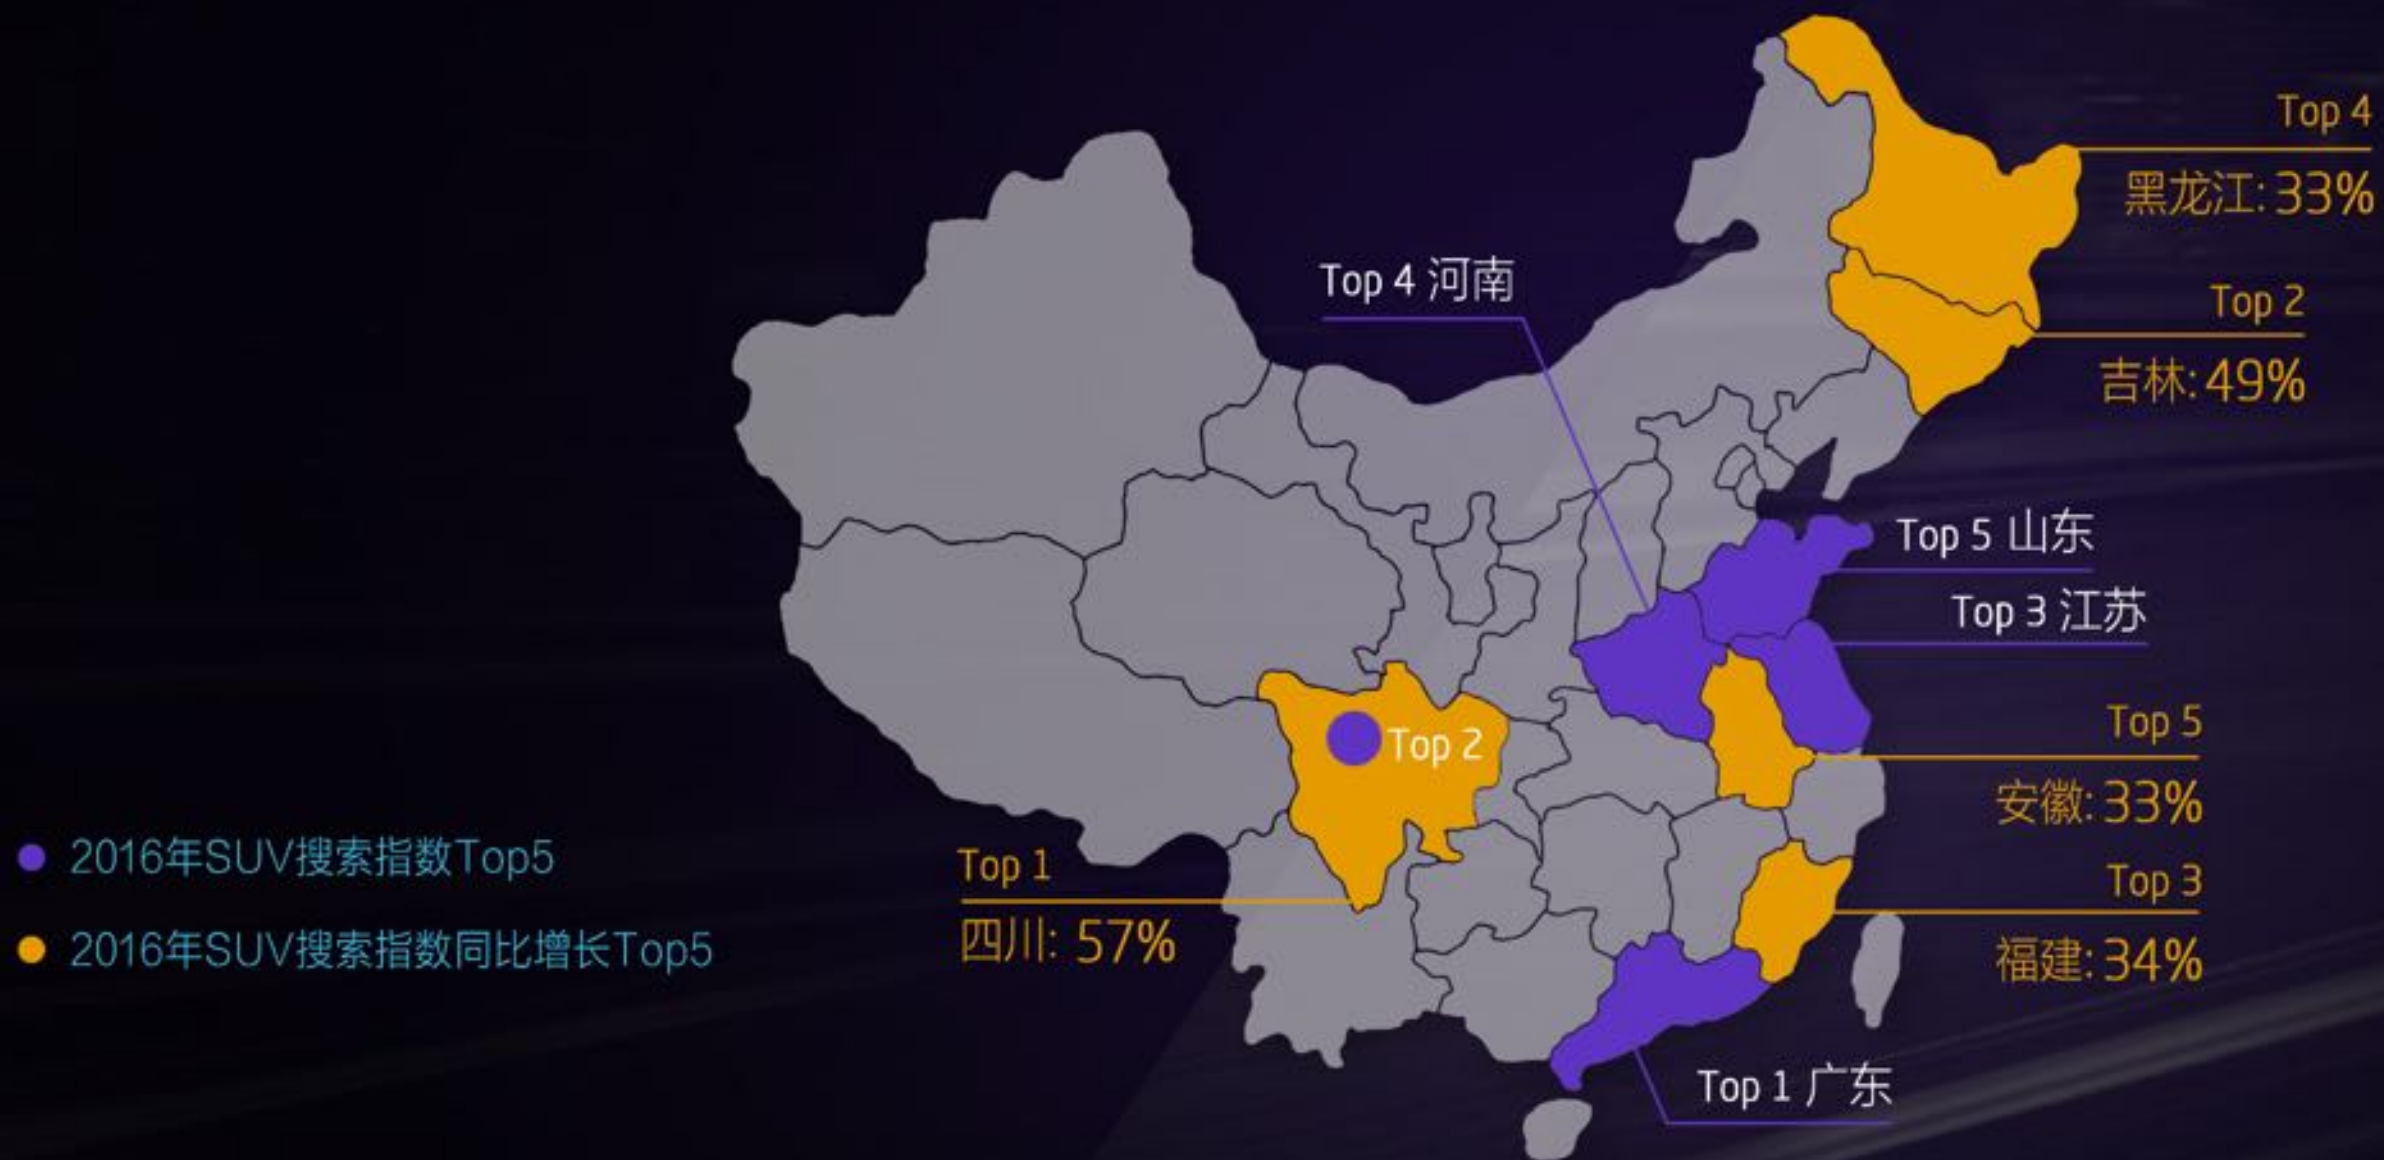 Top 4
黑龙江: 33%
Top 4 河南
Top 2
吉林: 49%
Top 5 山东
Top 3 江苏
Top 2
Top 5
安徽: 33%
2016年SUV搜索指数Top5
Top 1
四川: 57%
Top 3
福建: 34%
2016年SUV搜索指数同比增长Top5
Top 1 广东